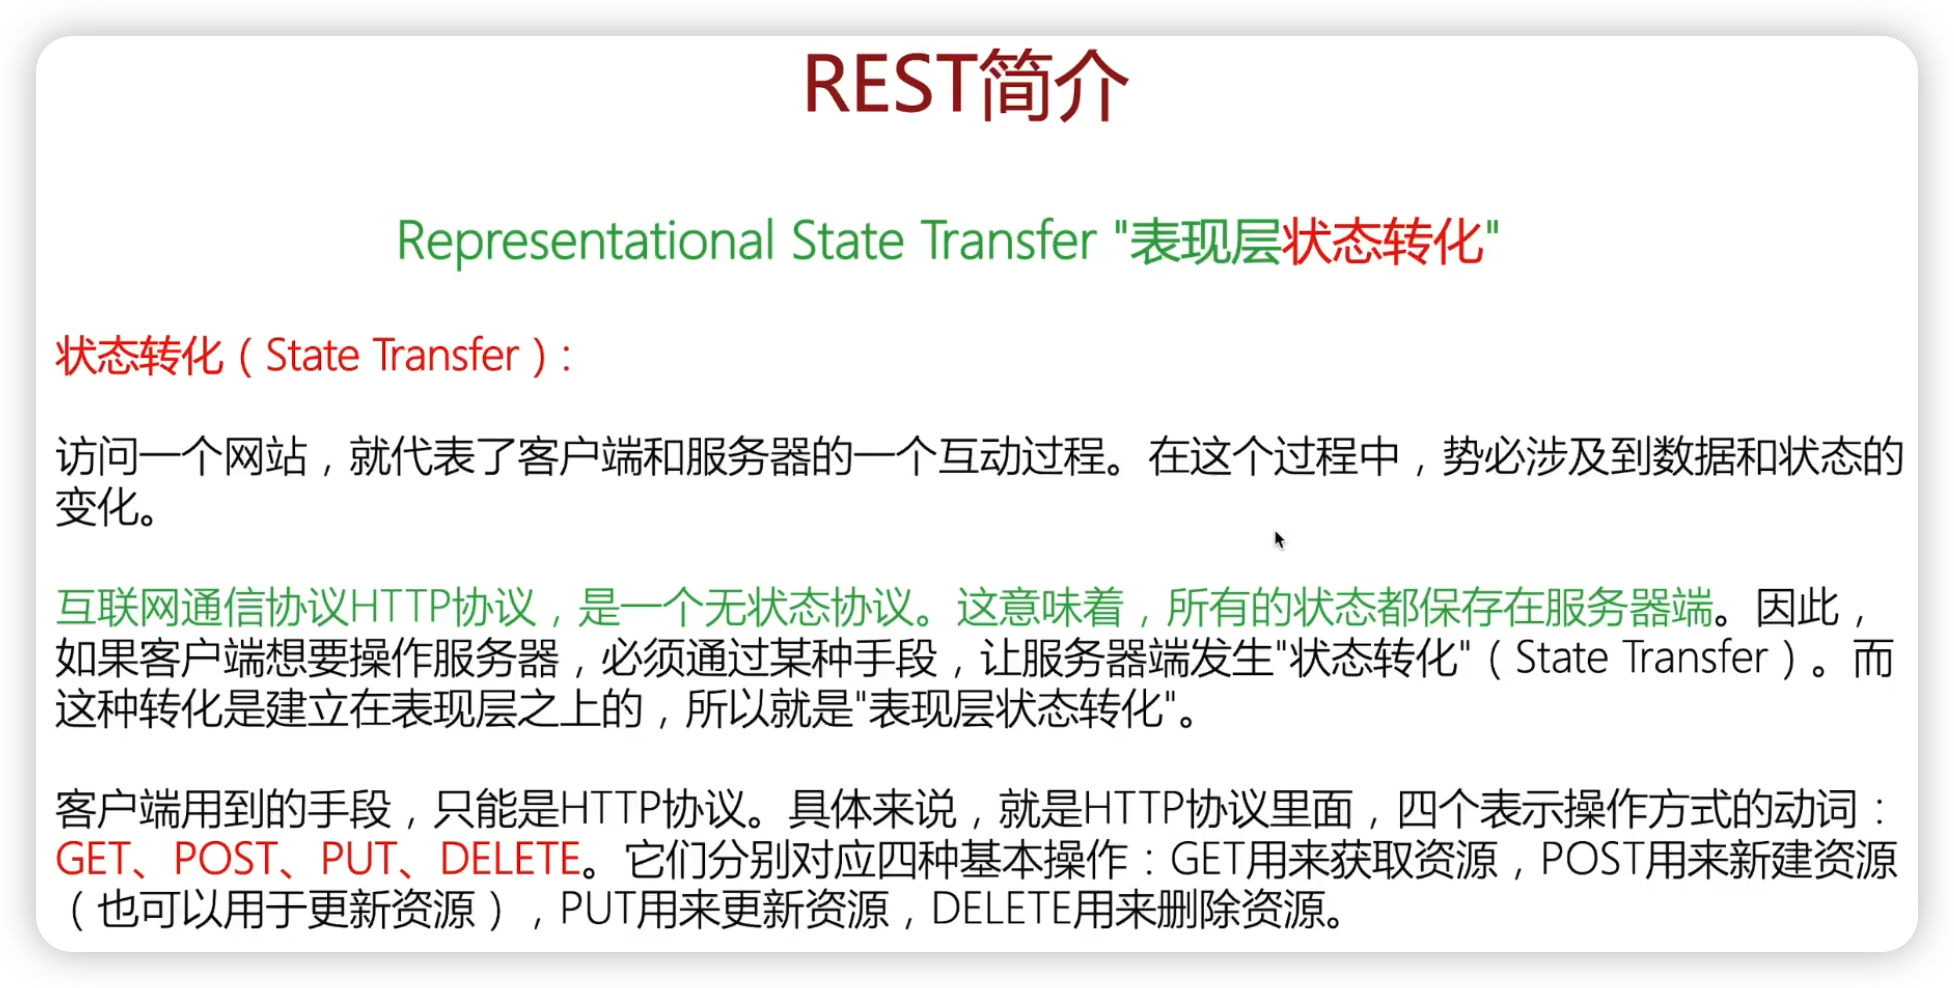 REST简介
Representational State Transfer "表现层状态转化"
状态转化（State Transfer）:
访问一个网站，就代表了客户端和服务器的一个互动过程。在这个过程中，势必涉及到数据和状态的
变化。
互联网通信协议HTTP协议，是一个无状态协议。这意味着，所有的状态都保存在服务器端。因此，
如果客户端想要操作服务器，必须通过某种手段，让服务器端发生"状态转化"（State Transfer）。而
这种转化是建立在表现层之上的，所以就是"表现层状态转化"。
客户端用到的手段，只能是HTTP协议。具体来说，就是HTTP协议里面，四个表示操作方式的动词：
GET、POST、PUT、DELETE。它们分别对应四种基本操作：GET用来获取资源，POST用来新建资源
（也可以用于更新资源），PUT用来更新资源，DELETE用来删除资源。